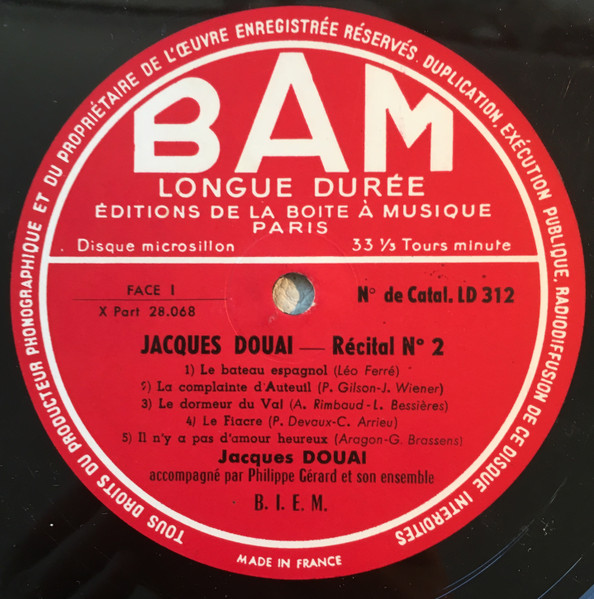 TOUS DROITS DU PRODUCTEUR PHONOGRAPHIQUE ET DU PROPRIÉTAIRE DE L'ŒUVRE ENREGISTRÉE RÉSERVÉS. DUPLICATION, EXÉCUTION PUBLIQUE, RADIODIFFUSION DE CE DISQUE INTERDITES
BAM
LONGUE DURÉE
ÉDITIONS DE LA BOITE À MUSIQUE
PARIS
Disque microsillon 33 ⅓ Tours minute
FACE I N° de Catal. LD 312
X Part 28.068
JACQUES DOUAI — Récital N° 2
1) Le bateau espagnol (Léo Ferré)
2) La complainte d'Auteuil (P. Gilson-J. Wiener)
3) Le dormeur du Val (A. Rimbaud-L. Bessières)
4) Le Fiacre (P. Devaux-C. Arrieu)
5) Il n'y a pas d'amour heureux (Aragon-G. Brassens)
Jacques DOUAI
accompagné par Philippe Gérard et son ensemble
B. I. E. M.
MADE IN FRANCE